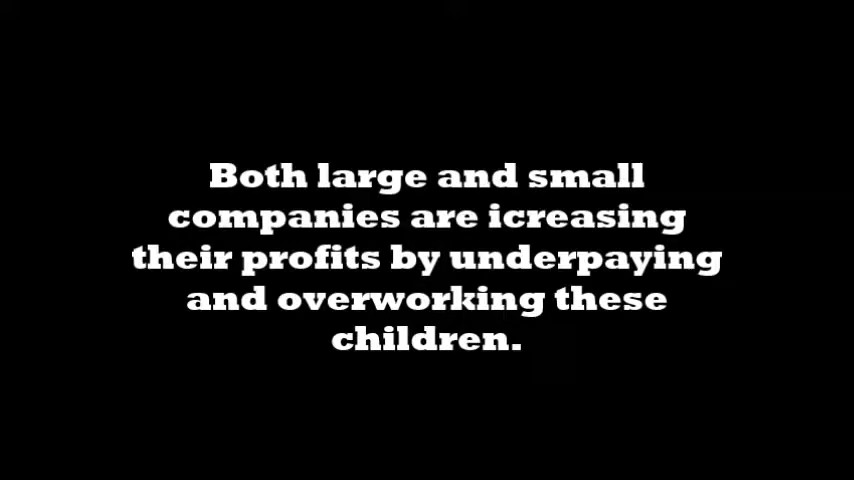 Both large and small
companies are icreasing
their profits by underpaying
and overworking these
children.